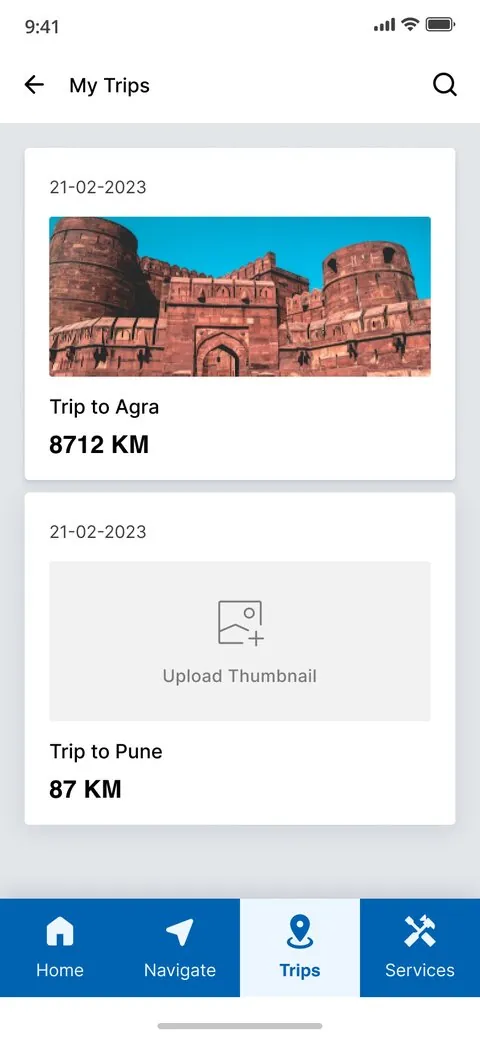 9:41
My Trips
21-02-2023
Trip to Agra
8712 KM
21-02-2023
Upload Thumbnail
Trip to Pune
87 KM
Home
Navigate
Trips
Services